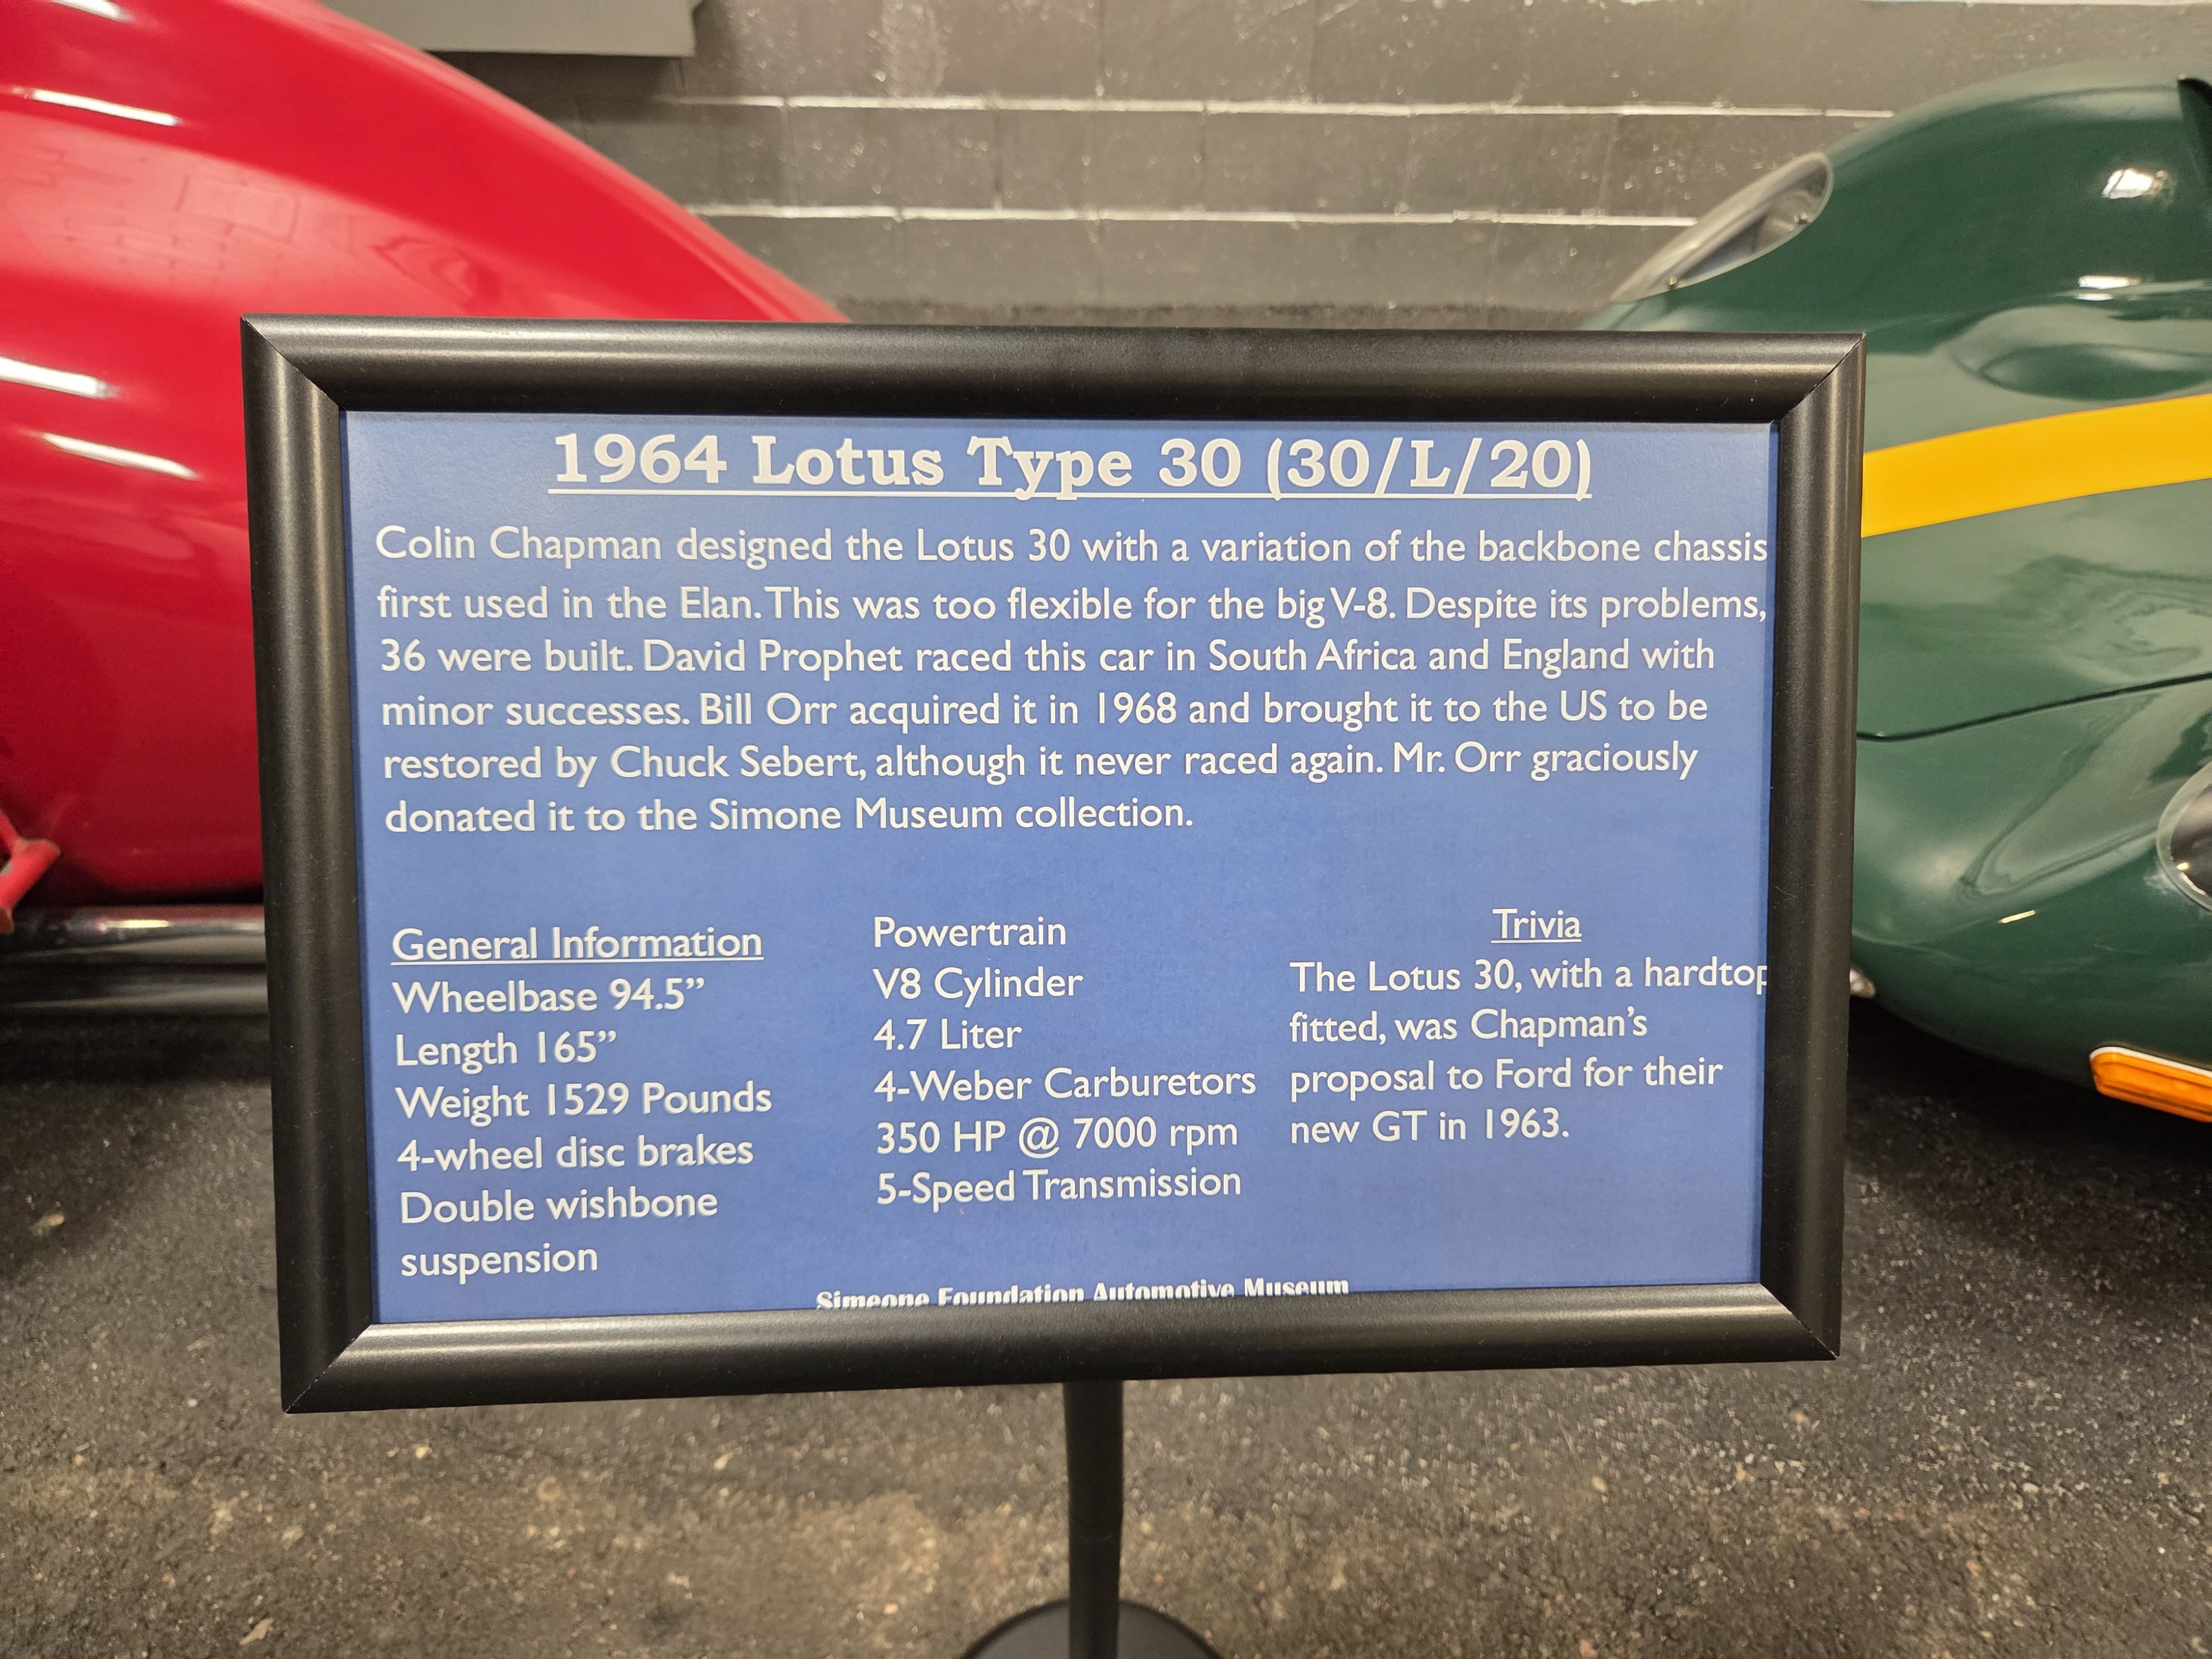 1964 Lotus Type 30 (30/L/20)
Colin Chapman designed the Lotus 30 with a variation of the backbone chassis
first used in the Elan. This was too flexible for the big V-8. Despite its problems,
36 were built. David Prophet raced this car in South Africa and England with
minor successes. Bill Orr acquired it in 1968 and brought it to the US to be
restored by Chuck Sebert, although it never raced again. Mr. Orr graciously
donated it to the Simone Museum collection.
General Information
Wheelbase 94.5”
Length 165”
Weight 1529 Pounds
4-wheel disc brakes
Double wishbone
suspension
Powertrain
V8 Cylinder
4.7 Liter
4-Weber Carburetors
350 HP @ 7000 rpm
5-Speed Transmission
Trivia
The Lotus 30, with a hardtop
fitted, was Chapman’s
proposal to Ford for their
new GT in 1963.
Simeone Foundation Automotive Museum